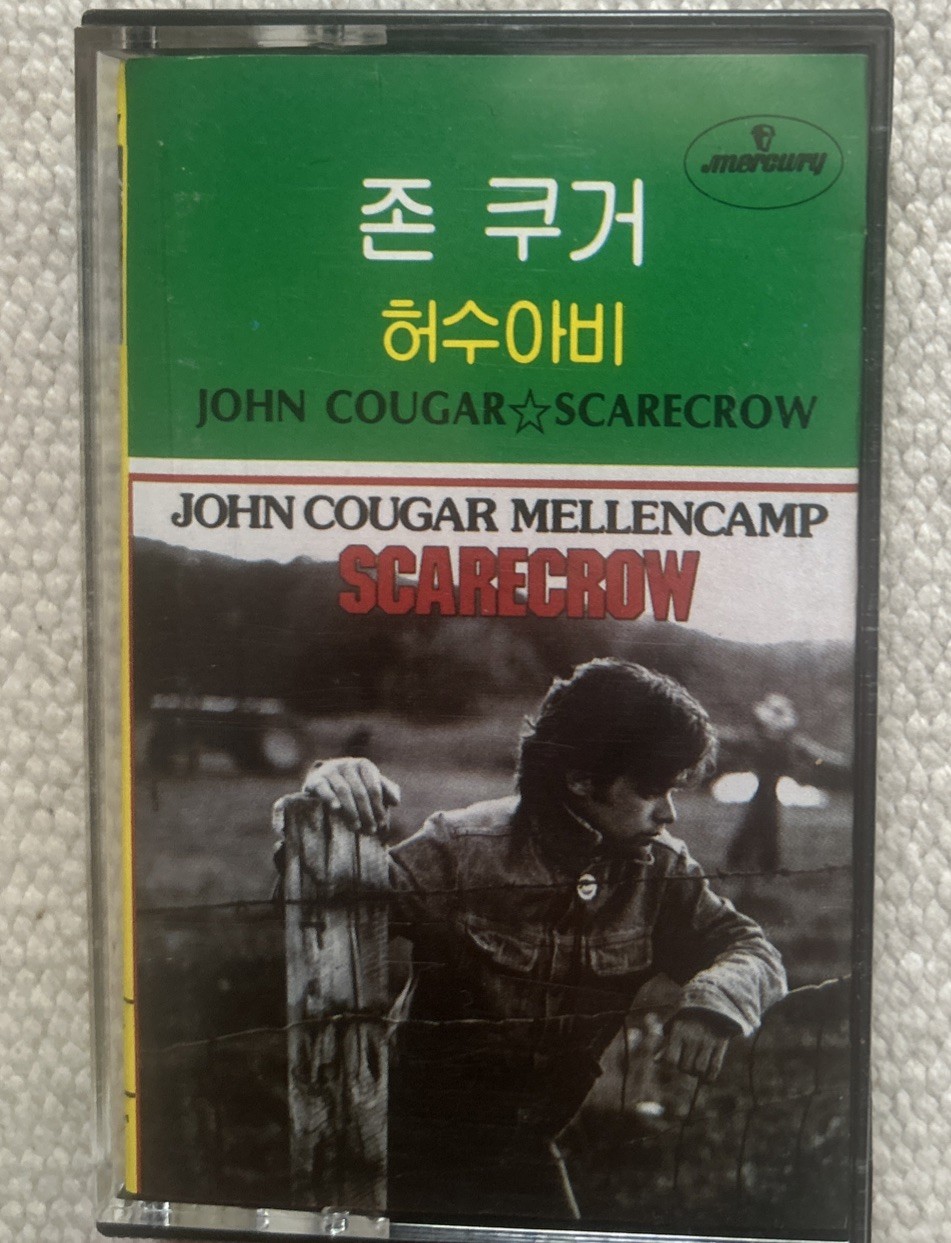 mercury
존 쿠거
허수아비
JOHN COUGAR☆SCARECROW
JOHN COUGAR MELLENCAMP
SCARECROW